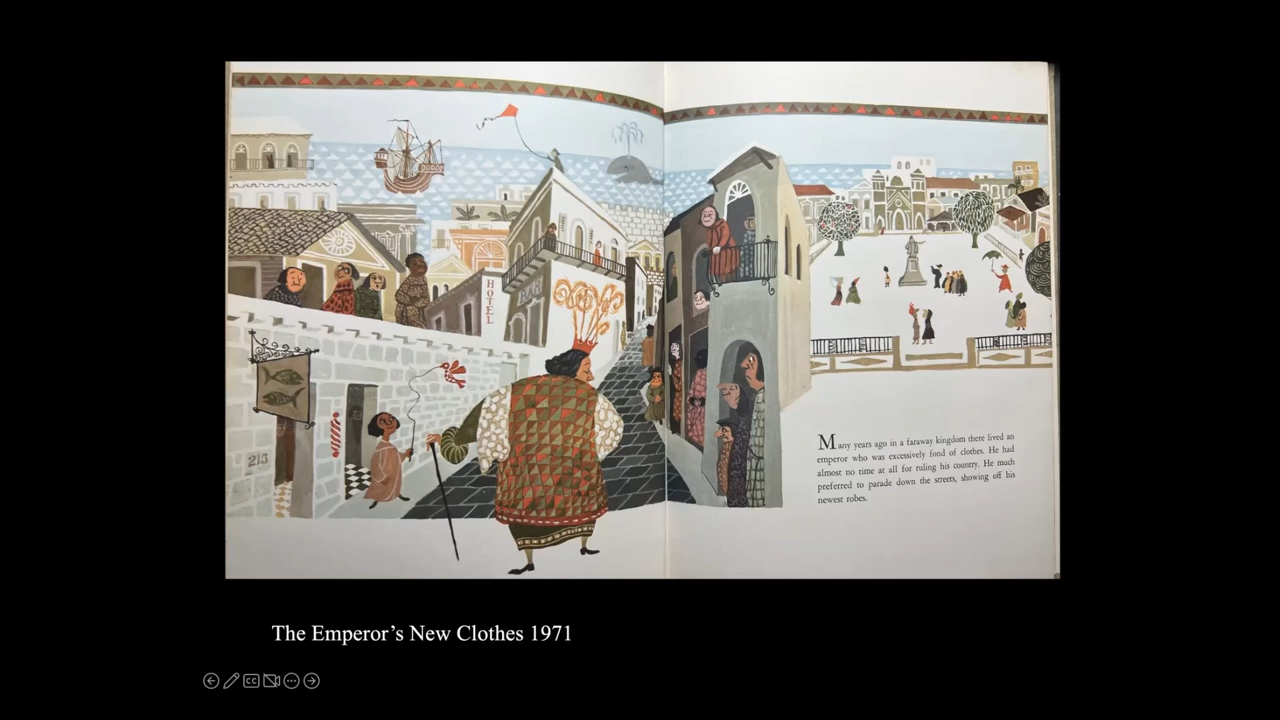 HOTEL
BAR
215
Many years ago in a faraway kingdom there lived an
emperor who was excessively fond of clothes. He had
almost no time at all for ruling his country. He much
preferred to parade down the streets, showing off his
newest robes.
The Emperor’s New Clothes 1971
CC